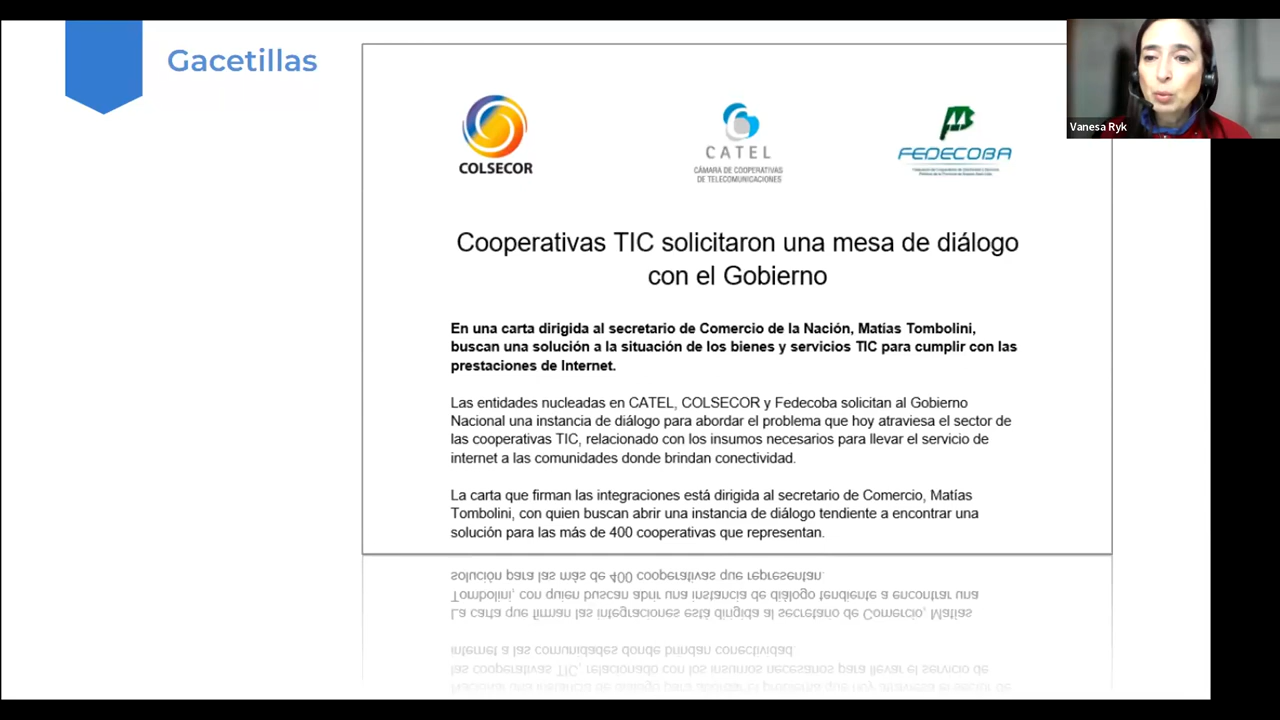 Gacetillas
Vanesa Ryk
COLSECOR
CATEL
CÁMARA DE COOPERATIVAS
DE TELECOMUNICACIONES
FEDECOBA
Cooperativas TIC solicitaron una mesa de diálogo
con el Gobierno
En una carta dirigida al secretario de Comercio de la Nación, Matías Tombolini,
buscan una solución a la situación de los bienes y servicios TIC para cumplir con las
prestaciones de Internet.
Las entidades nucleadas en CATEL, COLSECOR y Fedecoba solicitan al Gobierno
Nacional una instancia de diálogo para abordar el problema que hoy atraviesa el sector de
las cooperativas TIC, relacionado con los insumos necesarios para llevar el servicio de
internet a las comunidades donde brindan conectividad.
La carta que firman las integraciones está dirigida al secretario de Comercio, Matías
Tombolini, con quien buscan abrir una instancia de diálogo tendiente a encontrar una
solución para las más de 400 cooperativas que representan.